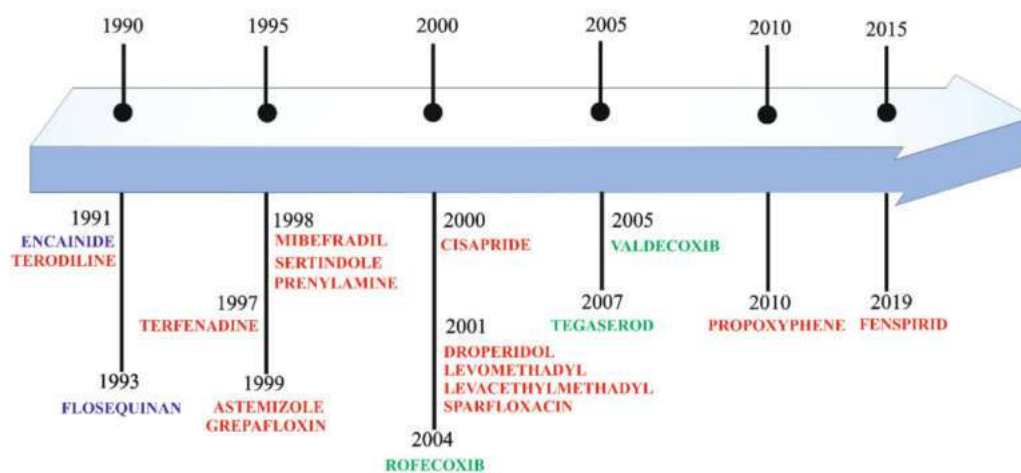 1990
1995
2000
2005
2010
2015
1991
ENCAINIDE
TERODILINE
1993
FLOSEQUINAN
1998
MIBEFRADIL
SERTINDOLE
PRENYLAMINE
1997
TERFENADINE
1999
ASTEMIZOLE
GREPAFLOXIN
2000
CISAPRIDE
2001
DROPERIDOL
LEVOMETHADYL
LEVACETHYLMETHADYL
SPARFLOXACIN
2004
ROFECOXIB
2005
VALDECOXIB
2007
TEGASEROD
2010
PROPOXYPHENE
2019
FENSPIRID